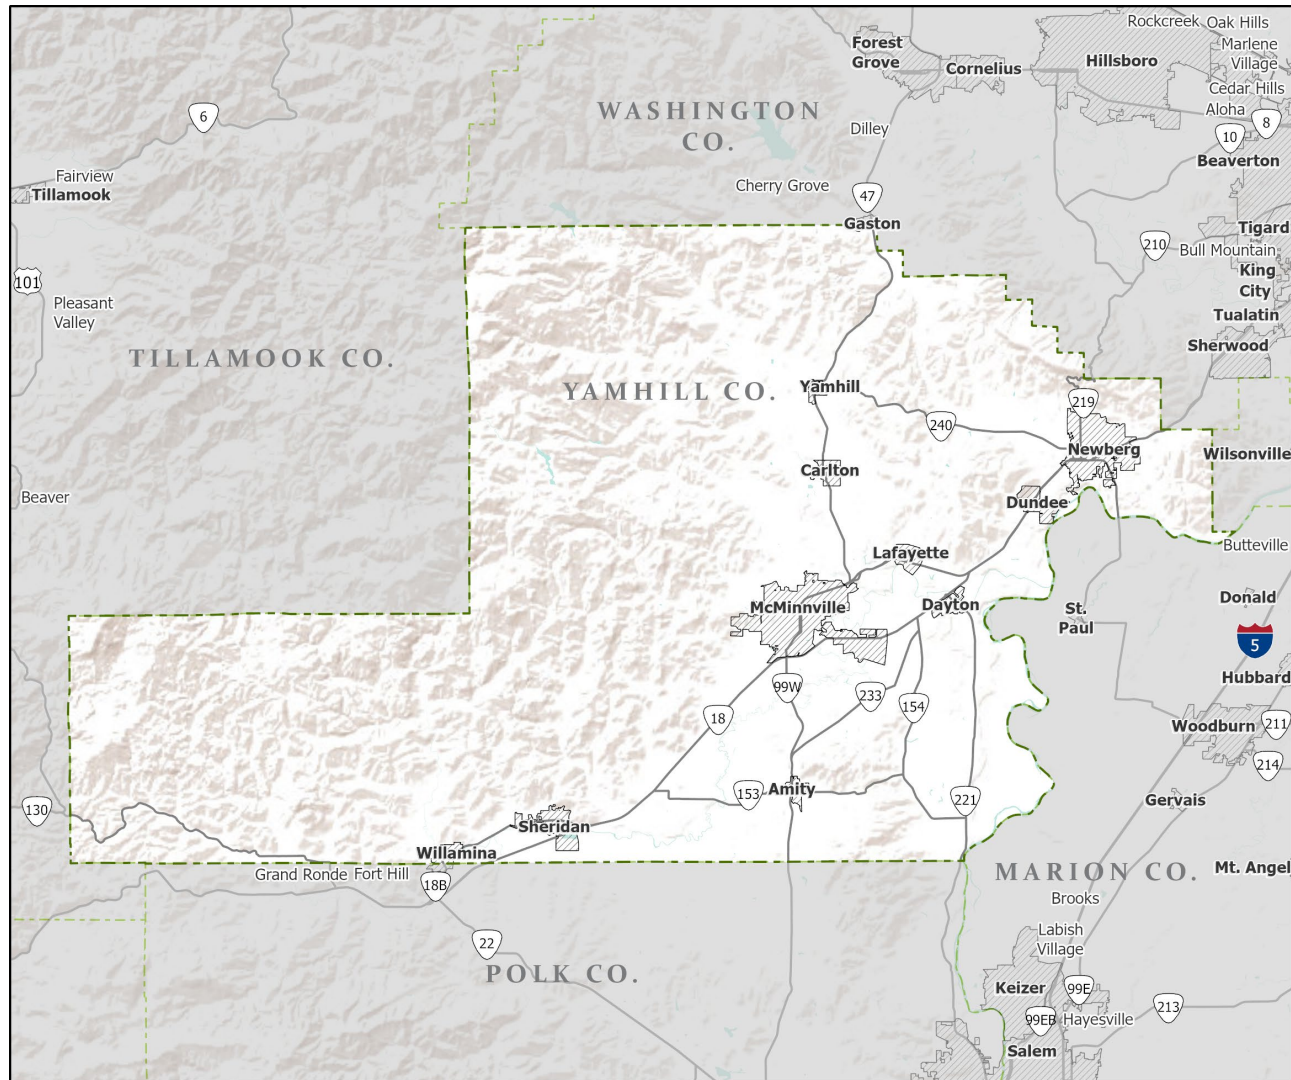 Rockcreek
Oak Hills
Forest
Grove
Marlene
Village
Hillsboro
Cornelius
Cedar Hills
WASHINGTON
CO.
Aloha
6
8
Dilley
10
Beaverton
Fairview
Tillamook
Cherry Grove
47
Gaston
Tigard
210
Bull Mountain
101
King
City
Pleasant
Valley
Tualatin
Sherwood
TILLAMOOK CO.
YAMHILL CO.
Yamhill
219
240
Newberg
Wilsonville
Carlton
Beaver
Dundee
Butteville
Lafayette
McMinnville
Dayton
Donald
St.
Paul
5
Hubbard
99W
233
154
18
Woodburn
211
214
153
Amity
221
Gervais
130
Sheridan
Willamina
Grand Ronde
Fort Hill
18B
MARION CO.
Mt. Angel
Brooks
22
Labish
Village
POLK CO.
Keizer
99E
213
99EB
Hayesville
Salem